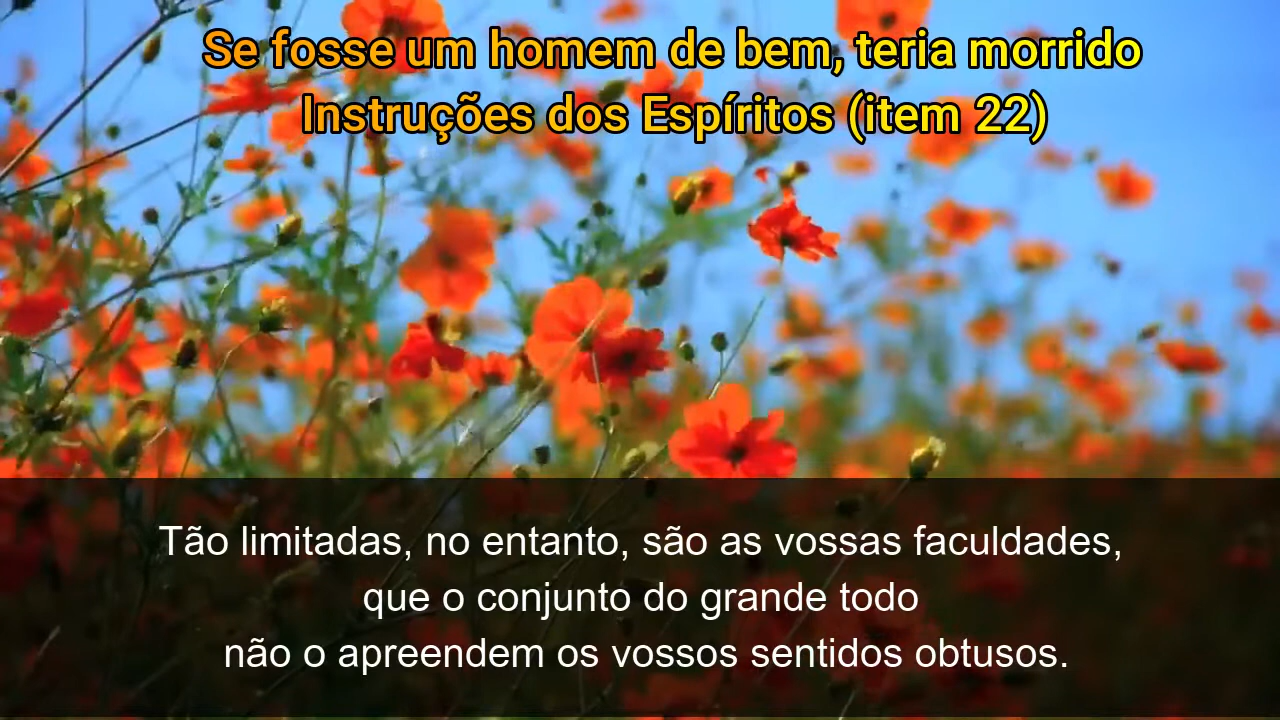 Se fosse um homem de bem, teria morrido
Instruções dos Espíritos (item 22)
Tão limitadas, no entanto, são as vossas faculdades,
que o conjunto do grande todo
não o apreendem os vossos sentidos obtusos.